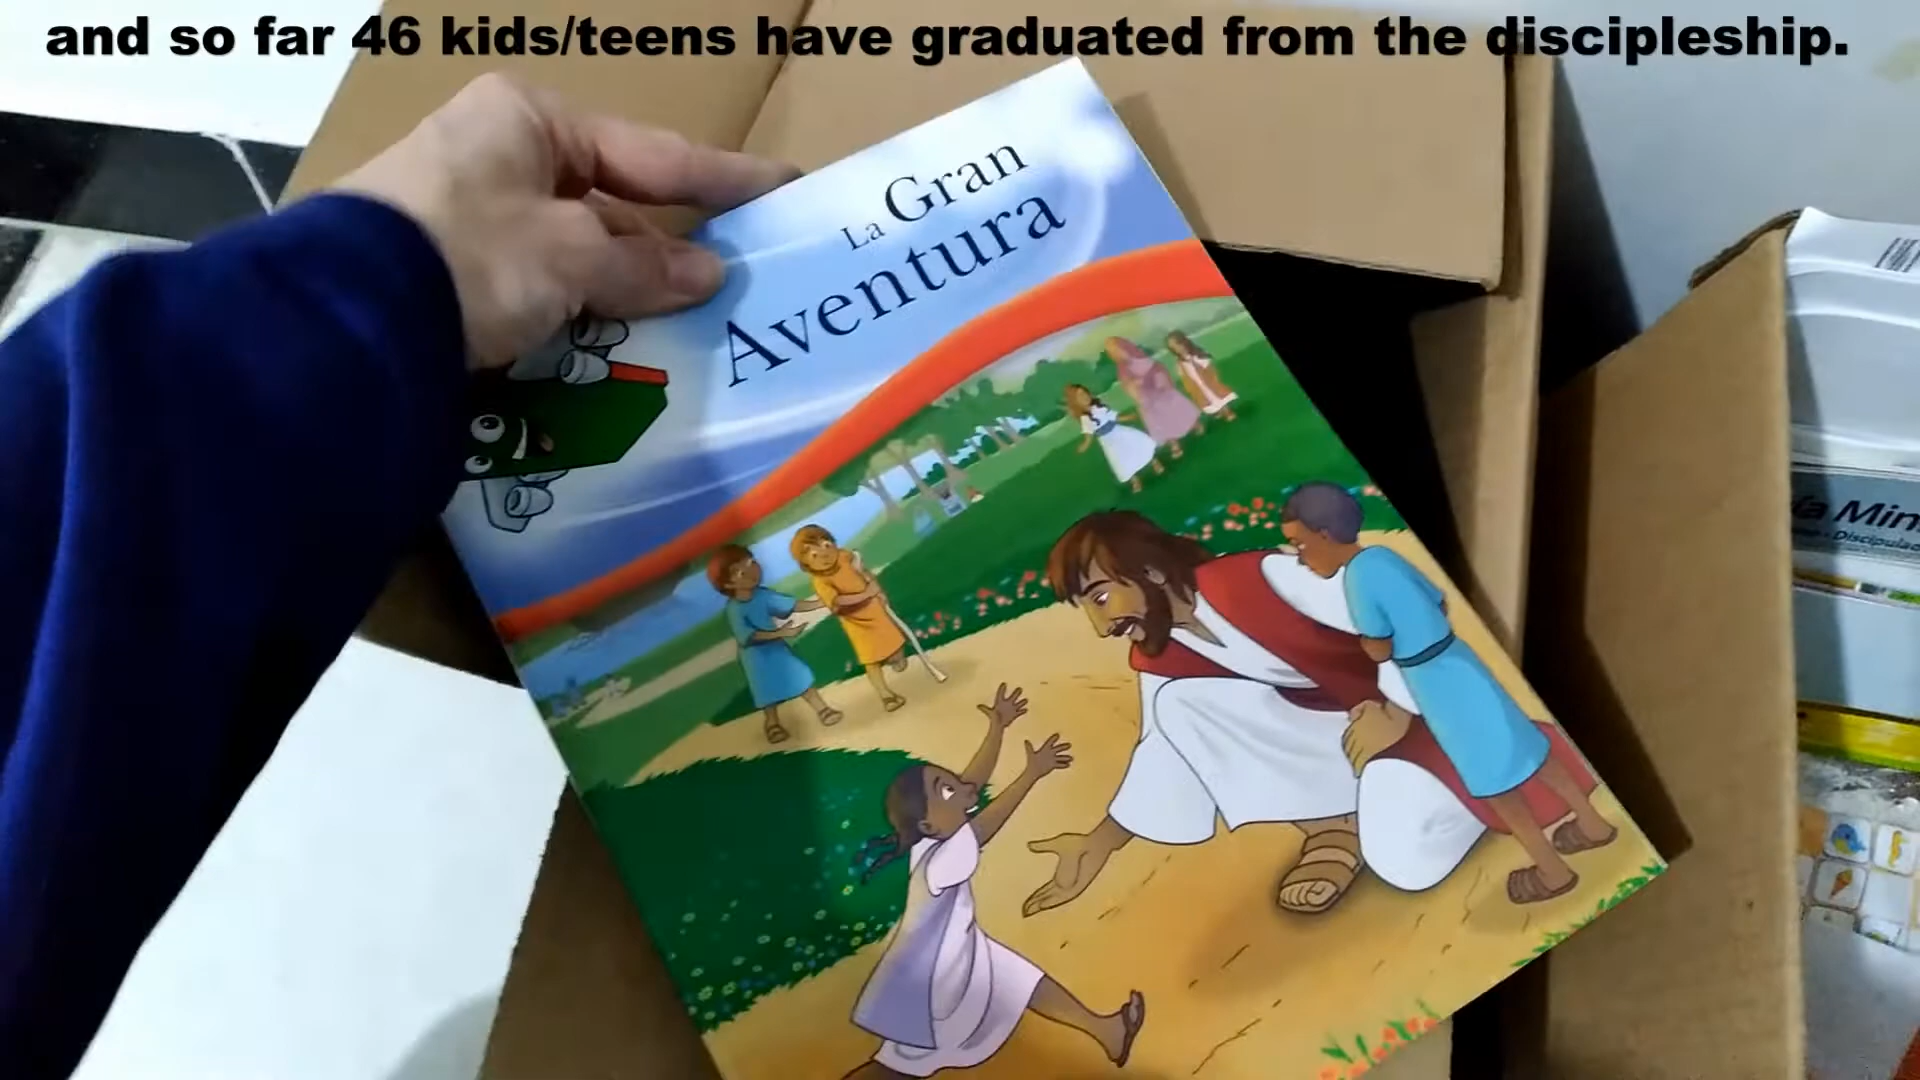 and so far 46 kids/teens have graduated from the discipleship.
La Gran
Aventura